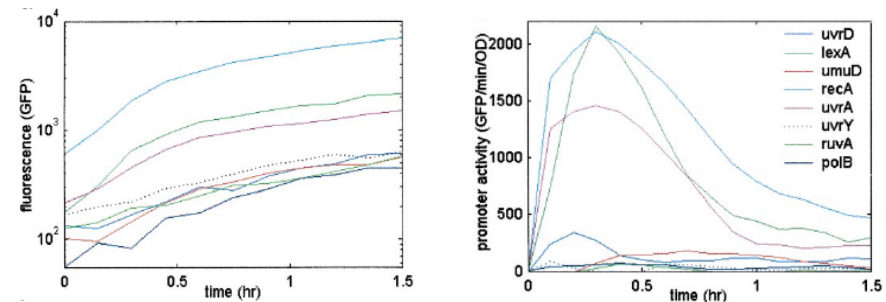 10^4
10^3
10^2
fluorescence (GFP)
0
0.5
1
1.5
time (hr)
2000
1500
1000
500
0
promoter activity (GFP/min/OD)
uvrD
lexA
umuD
recA
uvrA
uvrY
ruvA
polB
0
0.5
1
1.5
time (hr)